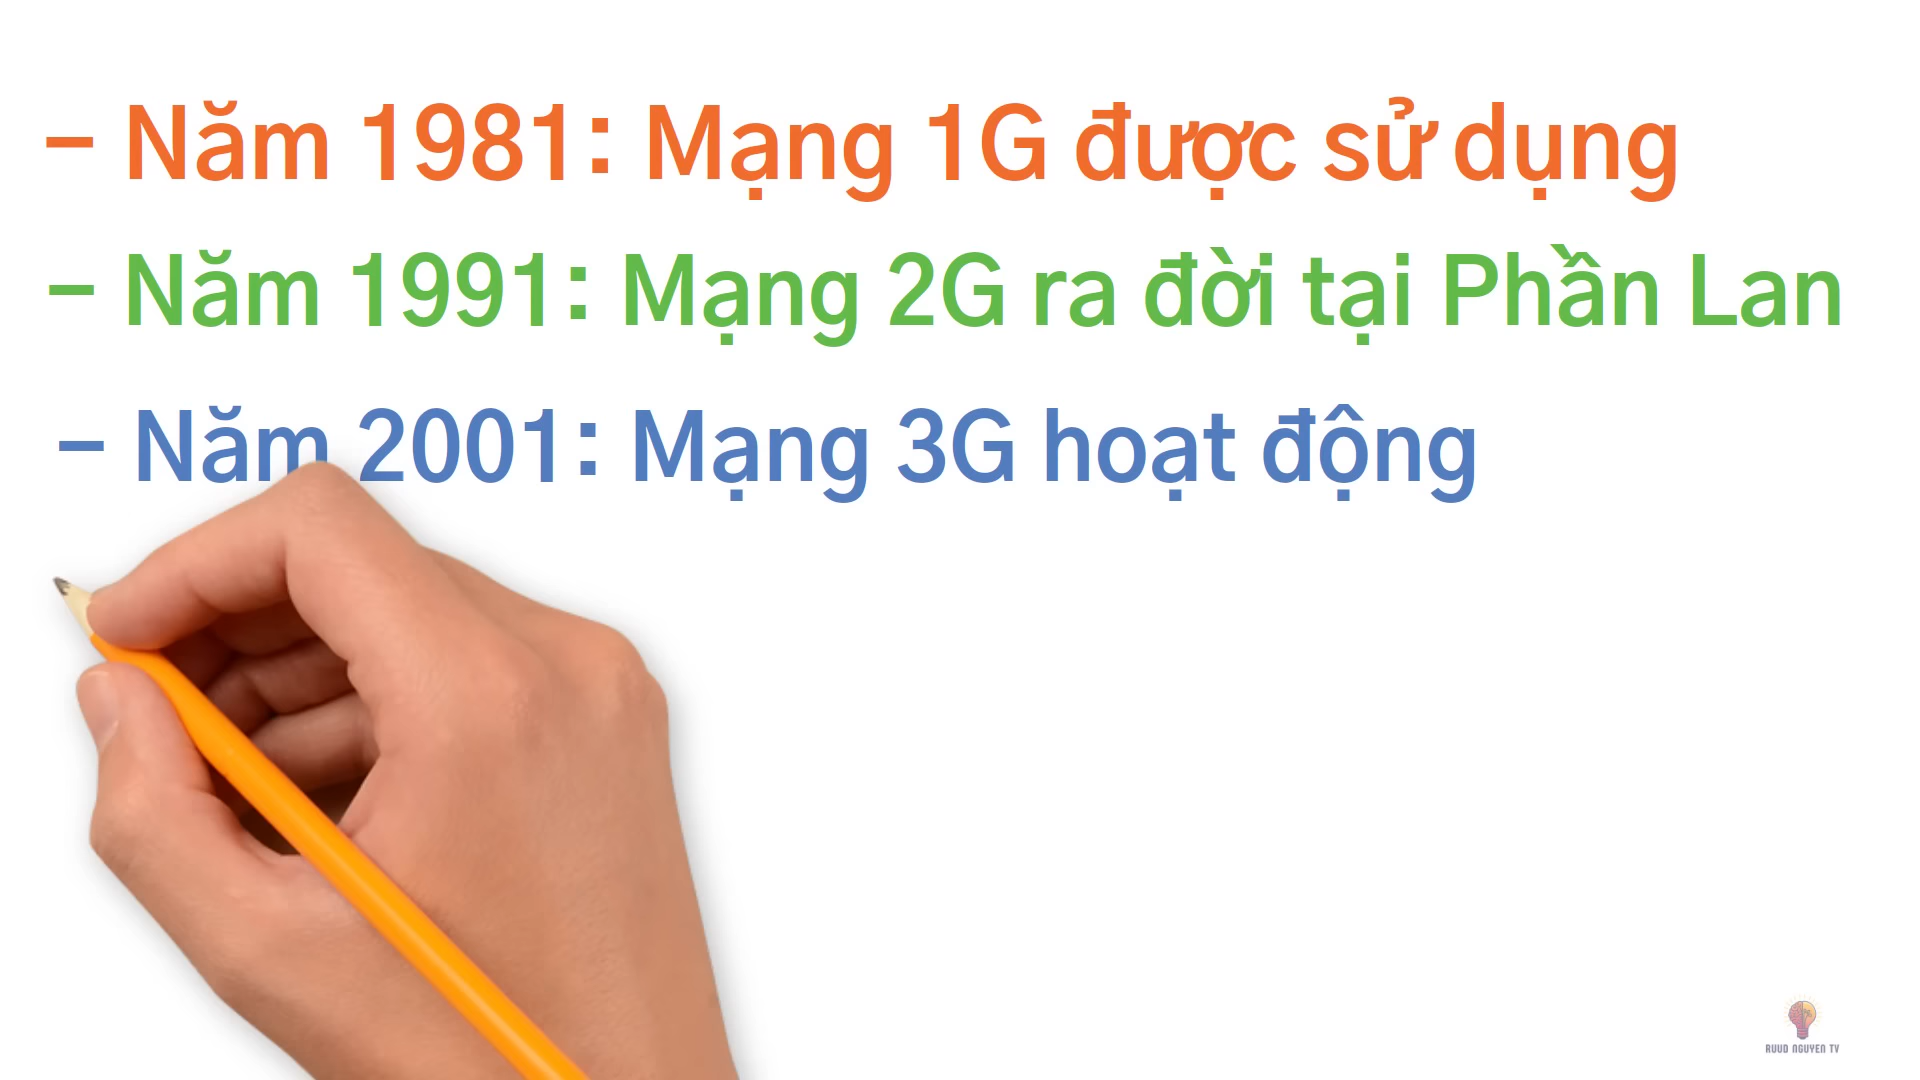 - Năm 1981: Mạng 1G được sử dụng
- Năm 1991: Mạng 2G ra đời tại Phần Lan
- Năm 2001: Mạng 3G hoạt động
RUUD NGUYEN TV